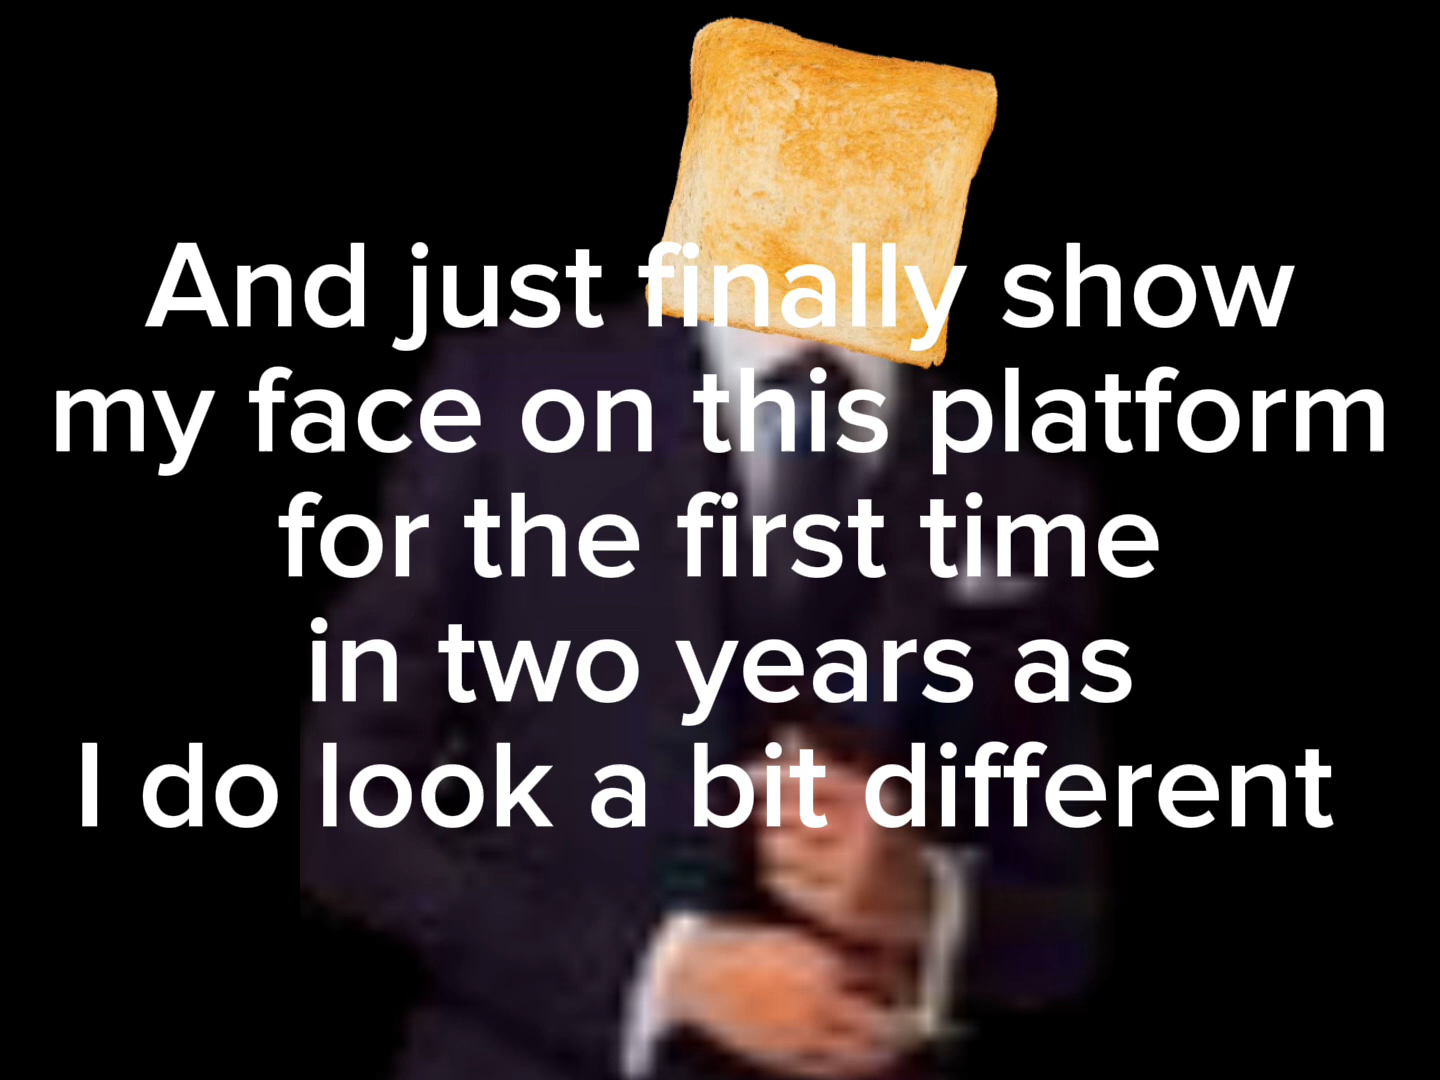 And just finally show
my face on this platform
for the first time
in two years as
I do look a bit different